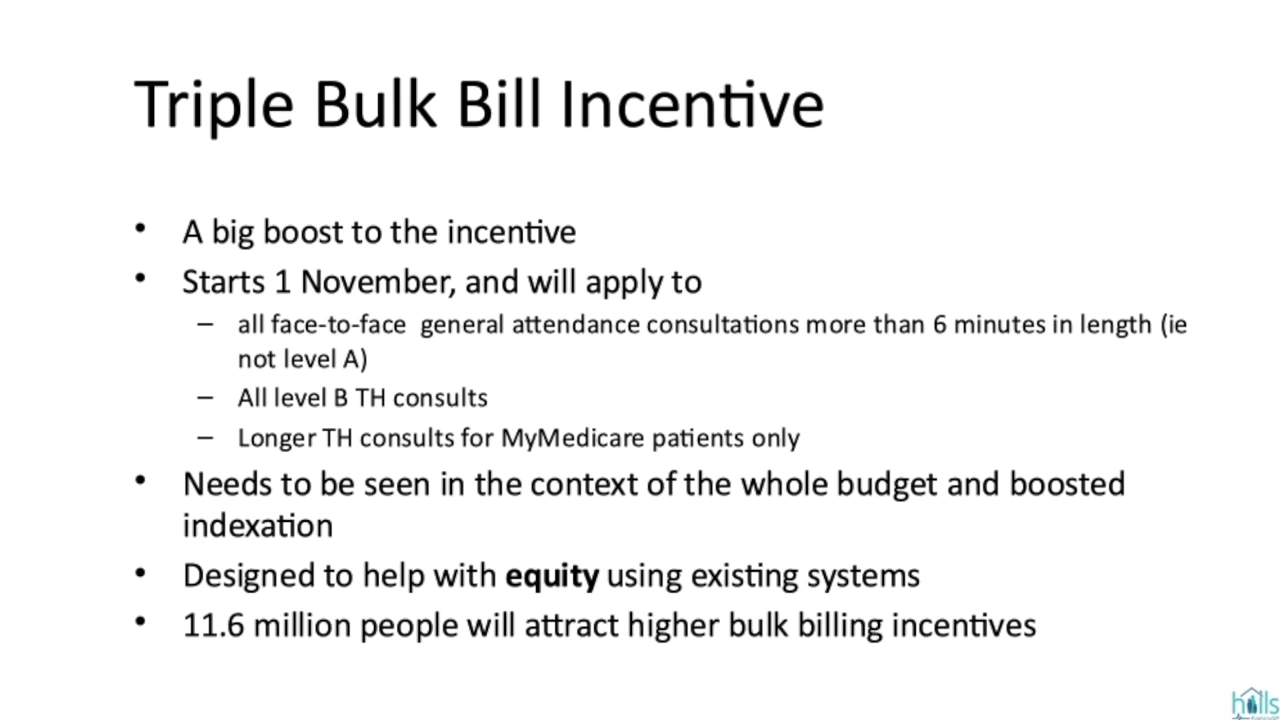 Triple Bulk Bill Incentive
• A big boost to the incentive
• Starts 1 November, and will apply to
– all face-to-face general attendance consultations more than 6 minutes in length (ie
not level A)
– All level B TH consults
– Longer TH consults for MyMedicare patients only
• Needs to be seen in the context of the whole budget and boosted
indexation
• Designed to help with equity using existing systems
• 11.6 million people will attract higher bulk billing incentives
hills